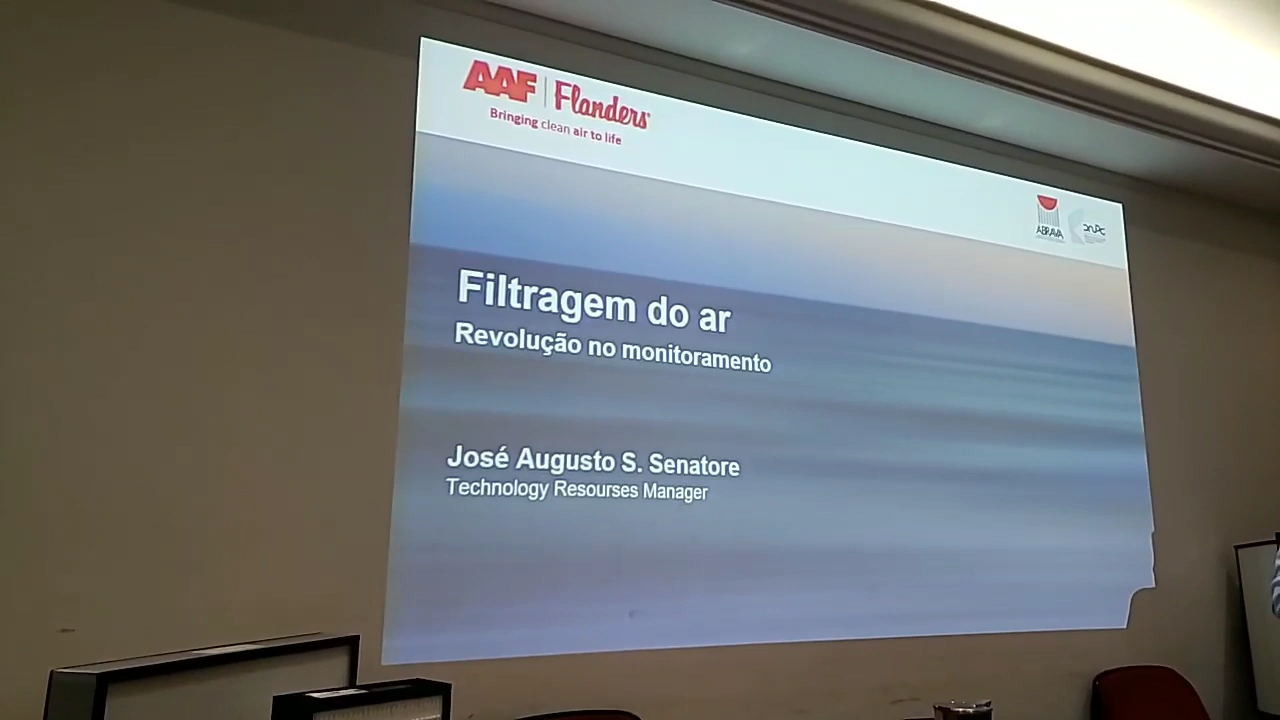 AAF Flanders
Bringing clean air to life
ABRAVA
Filtragem do ar
Revolução no monitoramento
José Augusto S. Senatore
Technology Resourses Manager